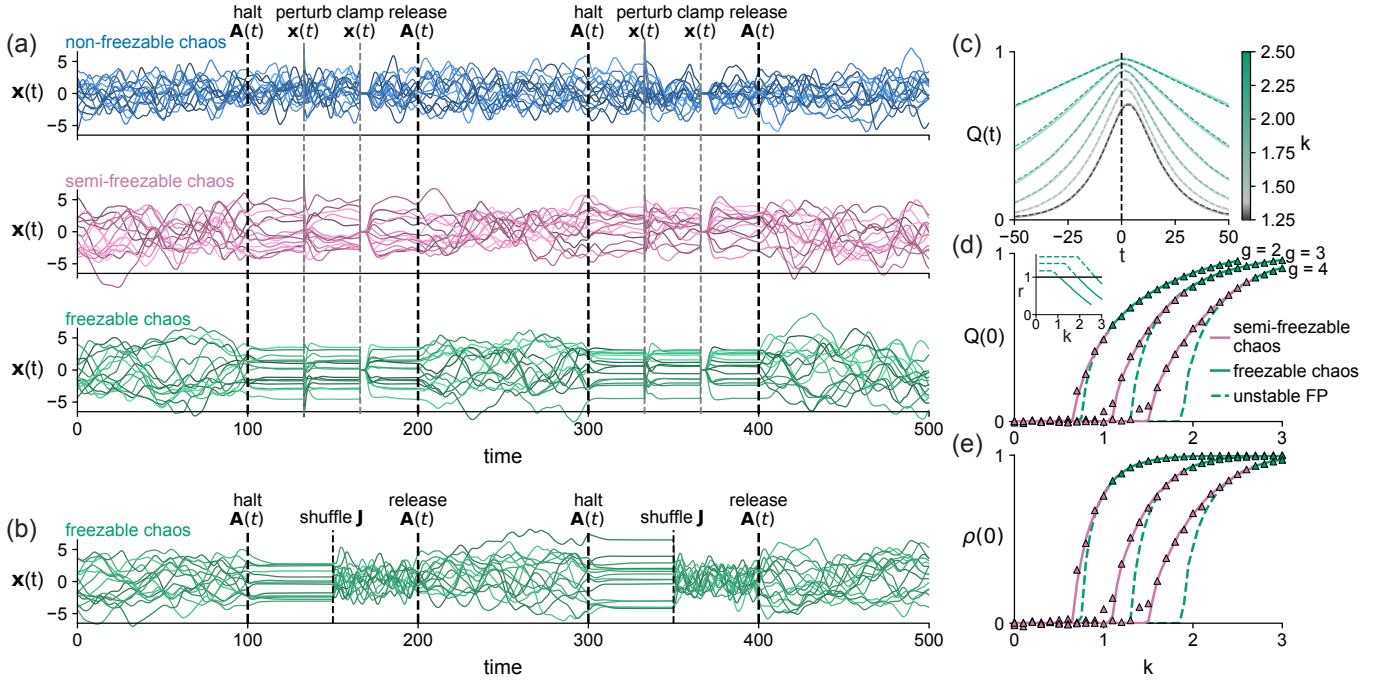 halt perturb clamp release halt perturb clamp release
A(t) x(t) x(t) A(t) A(t) x(t) x(t) A(t)
(a)
non-freezable chaos
x(t)
5
0
−5
semi-freezable chaos
x(t)
5
0
−5
freezable chaos
x(t)
5
0
−5
0 100 200 300 400 500
time
(b)
halt release halt release
A(t) shuffle J A(t) A(t) shuffle J A(t)
freezable chaos
x(t)
5
0
−5
0 100 200 300 400 500
time
(c)
1
Q(t)
0
−50 −25 0 25 50
t
2.50
2.25
2.00
1.75
1.50
1.25
k
(d)
1
Q(0)
0
g = 2 g = 3
g = 4
r 1
0 1 2 3
k
semi-freezable
chaos
freezable chaos
unstable FP
0 1 2 3
(e)
1
ρ(0)
0
0 1 2 3
k